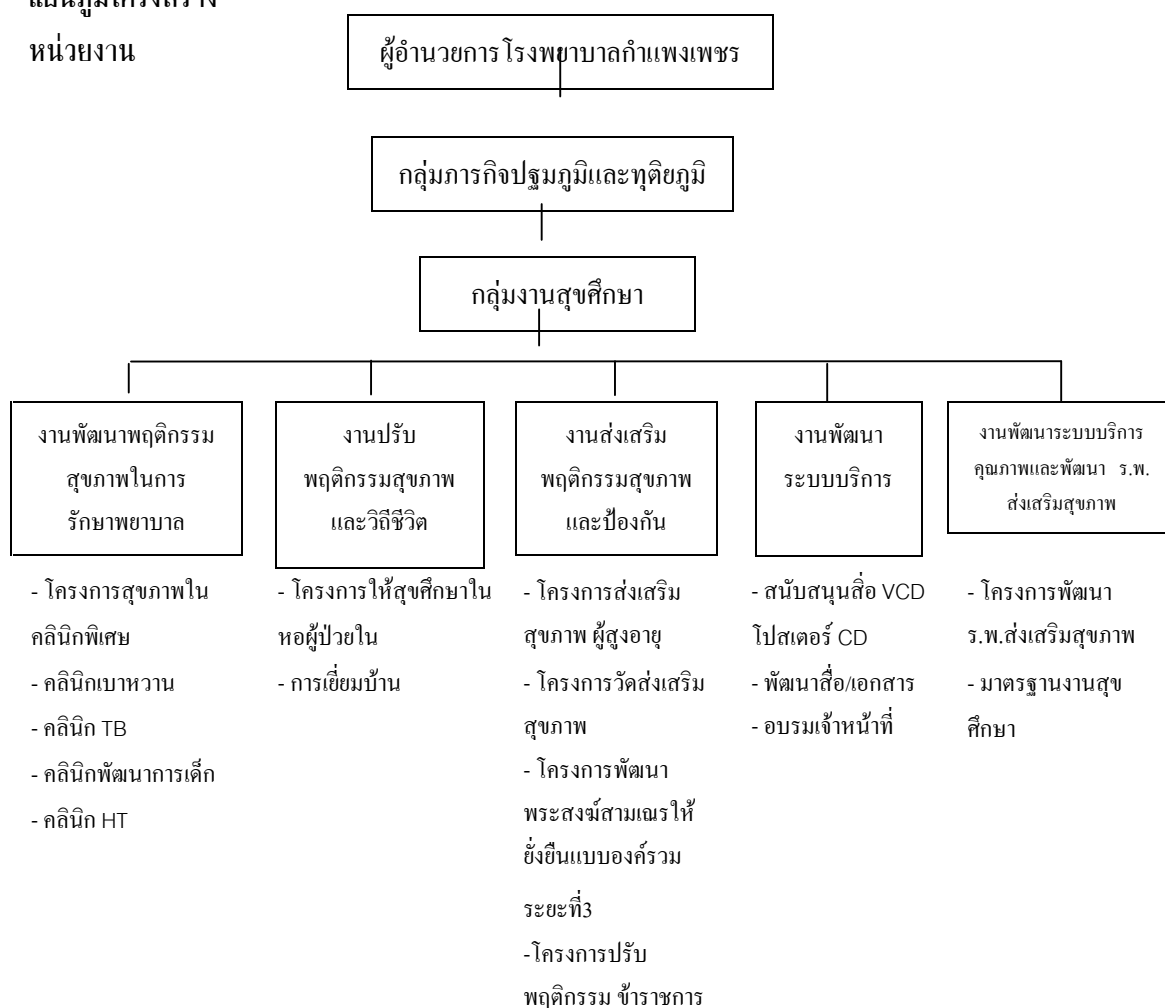 แผนภูมิโครงสร้าง
หน่วยงาน
ผู้อำนวยการโรงพยาบาลกำแพงเพชร
กลุ่มภารกิจปฐมภูมิและทุติยภูมิ
กลุ่มงานสุขศึกษา
งานพัฒนาพฤติกรรม
สุขภาพในการ
รักษาพยาบาล
- โครงการสุขภาพใน
คลินิกพิเศษ
- คลินิกเบาหวาน
- คลินิก TB
- คลินิกพัฒนาการเด็ก
- คลินิก HT
งานปรับ
พฤติกรรมสุขภาพ
และวิถีชีวิต
- โครงการให้สุขศึกษาใน
หอผู้ป่วยใน
- การเยี่ยมบ้าน
งานส่งเสริม
พฤติกรรมสุขภาพ
และป้องกัน
- โครงการส่งเสริม
สุขภาพ ผู้สูงอายุ
- โครงการวัดส่งเสริม
สุขภาพ
- โครงการพัฒนา
พระสงฆ์สามเณรให้
ยั่งยืนแบบองค์รวม
ระยะที่3
-โครงการปรับ
พฤติกรรม ข้าราชการ
งานพัฒนา
ระบบบริการ
- สนับสนุนสื่อ VCD
โปสเตอร์ CD
- พัฒนาสื่อ/เอกสาร
- อบรมเจ้าหน้าที่
งานพัฒนาระบบบริการ
คุณภาพและพัฒนา ร.พ.
ส่งเสริมสุขภาพ
- โครงการพัฒนา
ร.พ.ส่งเสริมสุขภาพ
- มาตรฐานงานสุข
ศึกษา